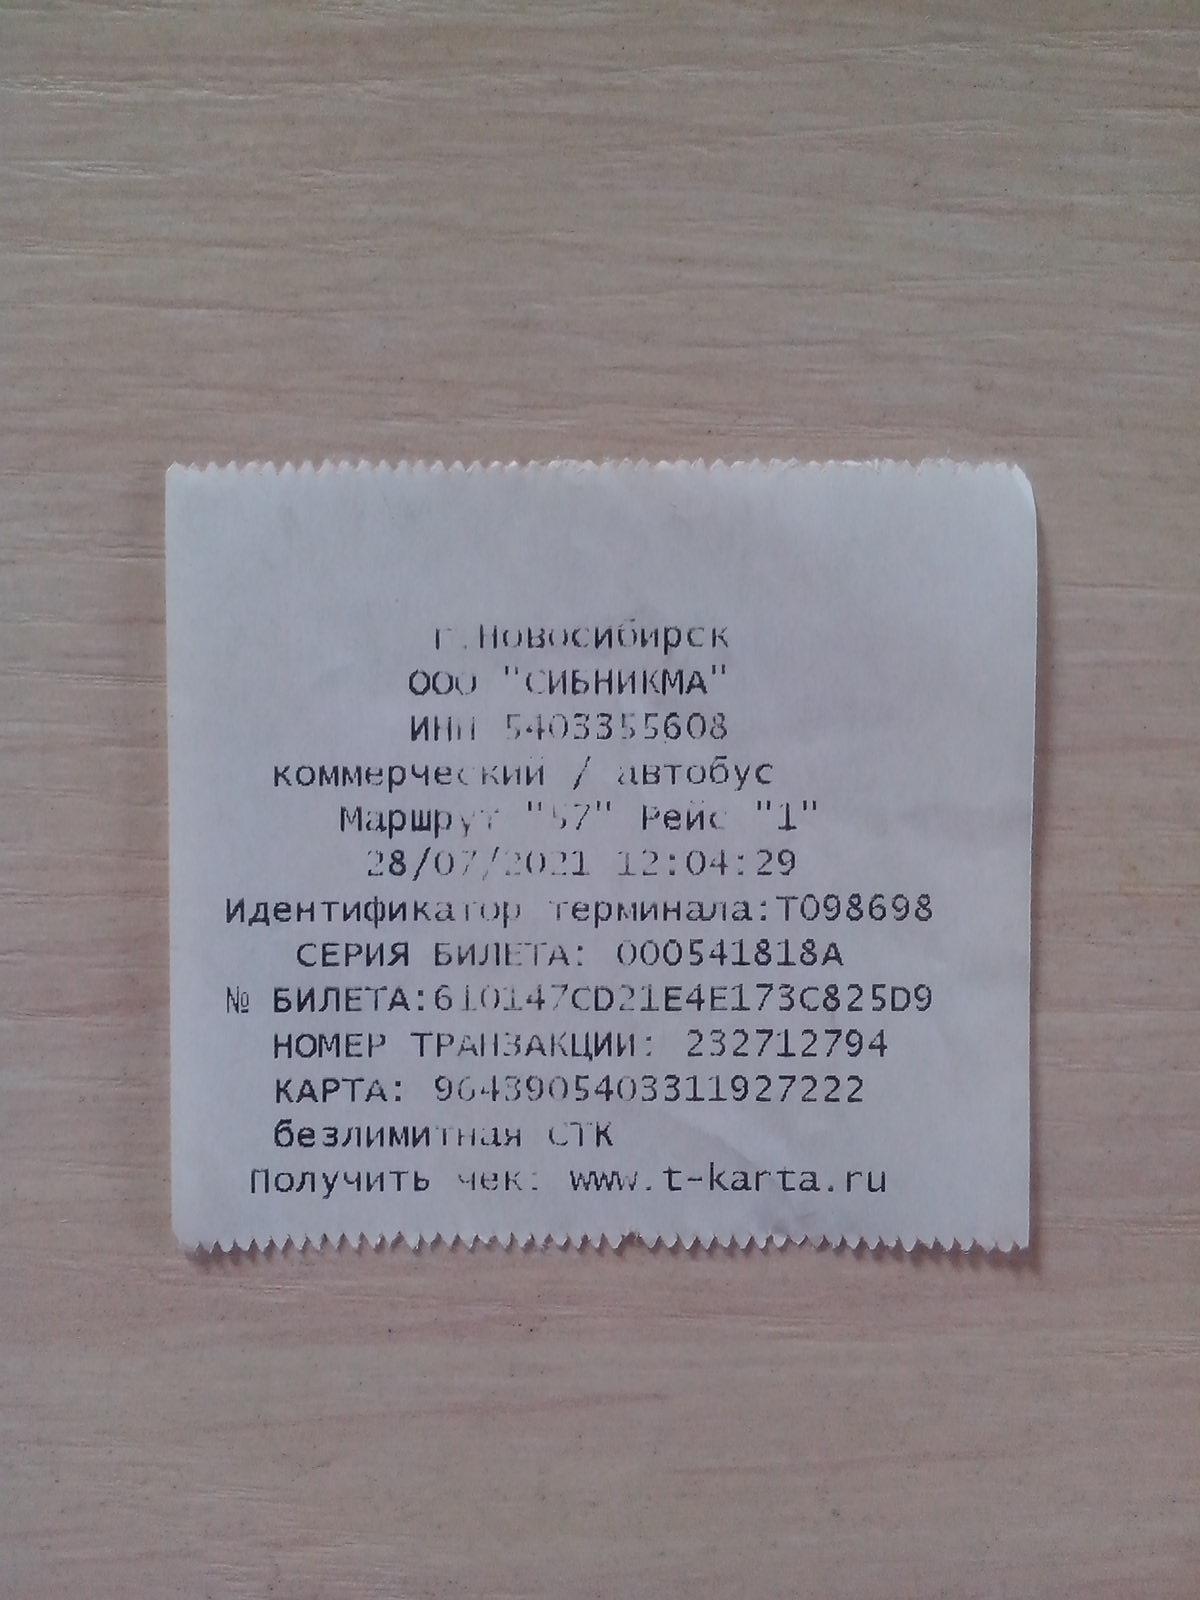 г.Новосибирск
ООО "СИБНИКМА"
ИНН 5403355608
коммерческий / автобус
Маршрут "57" Рейс "1"
28/07/2021 12:04:29
Идентификатор терминала:T098698
СЕРИЯ БИЛЕТА: 000541818A
№ БИЛЕТА:610147CD21E4E173C825D9
НОМЕР ТРАНЗАКЦИИ: 232712794
КАРТА: 9643905403311927222
безлимитная СТК
Получить чек: www.t-karta.ru